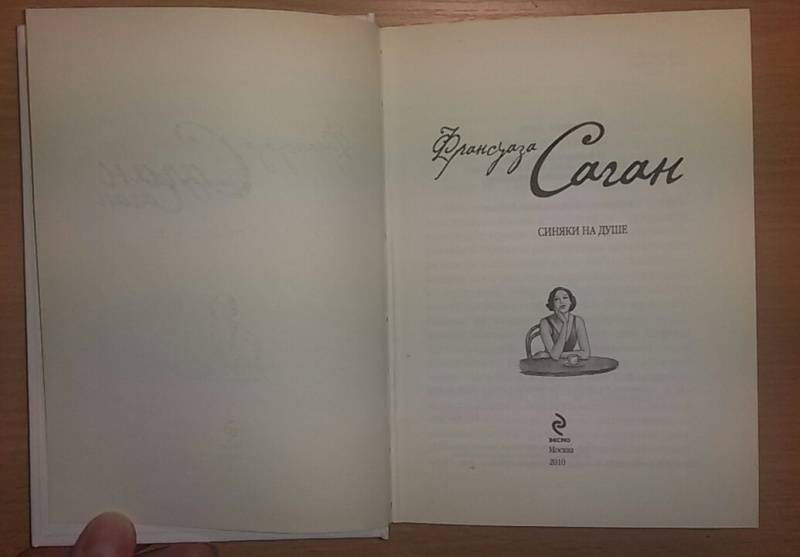 Франсуаза Саган
СИНЯКИ НА ДУШЕ
ЭКСМО
Москва
2010